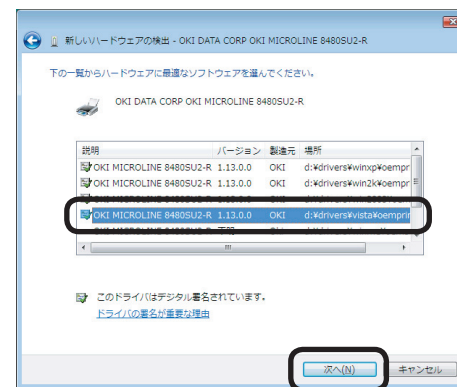 新しいハードウェアの検出 - OKI DATA CORP OKI MICROLINE 8480SU2-R
下の一覧からハードウェアに最適なソフトウェアを選んでください。
OKI DATA CORP OKI MICROLINE 8480SU2-R
説明 バージョン 製造元 場所
OKI MICROLINE 8480SU2-R 1.13.0.0 OKI d:¥drivers¥winxp¥oempr
OKI MICROLINE 8480SU2-R 1.13.0.0 OKI d:¥drivers¥win2k¥oempr
OKI MICROLINE 8480SU2-R 1.13.0.0 OKI d:¥drivers¥vista¥oemprin
このドライバはデジタル署名されています。
ドライバの署名が重要な理由
次へ(N) キャンセル